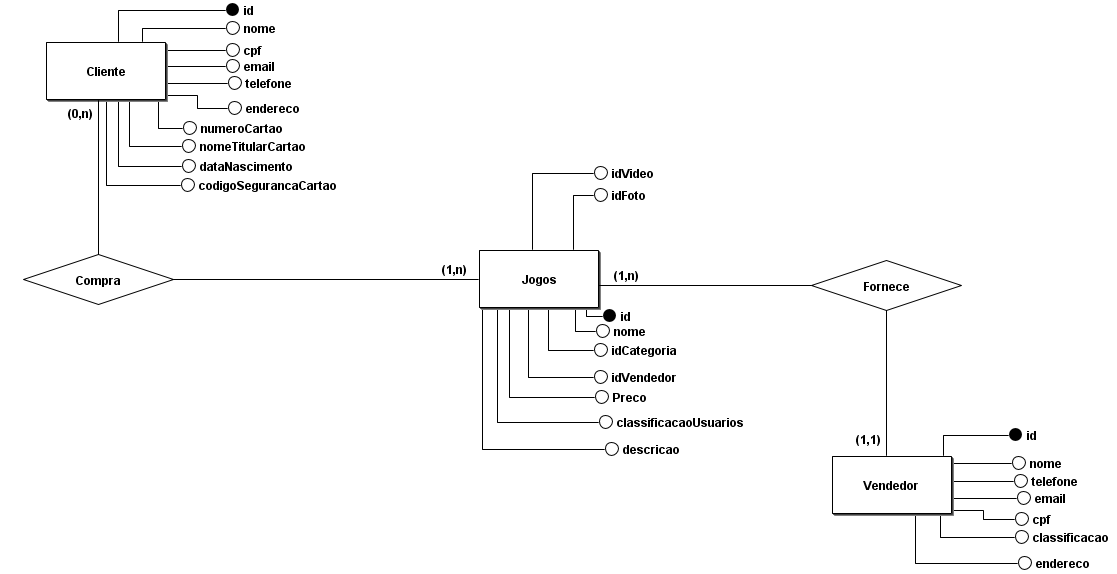 id
nome
cpf
email
telefone
endereco
Cliente
(0,n)
numeroCartao
nomeTitularCartao
dataNascimento
codigoSegurancaCartao
Compra
(1,n)
idVideo
idFoto
Jogos
(1,n)
id
nome
idCategoria
idVendedor
Preco
classificacaoUsuarios
descricao
Fornece
(1,1)
Vendedor
id
nome
telefone
email
cpf
classificacao
endereco